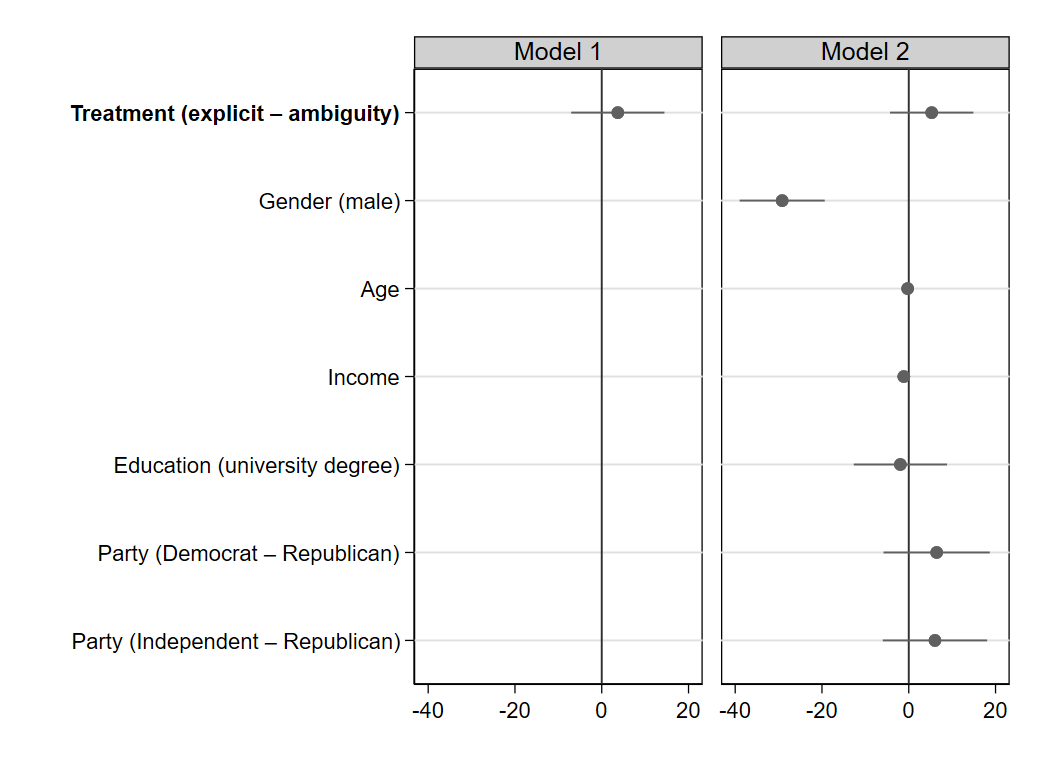 Model 1
Model 2
Treatment (explicit – ambiguity)
Gender (male)
Age
Income
Education (university degree)
Party (Democrat – Republican)
Party (Independent – Republican)
-40 -20 0 20
-40 -20 0 20